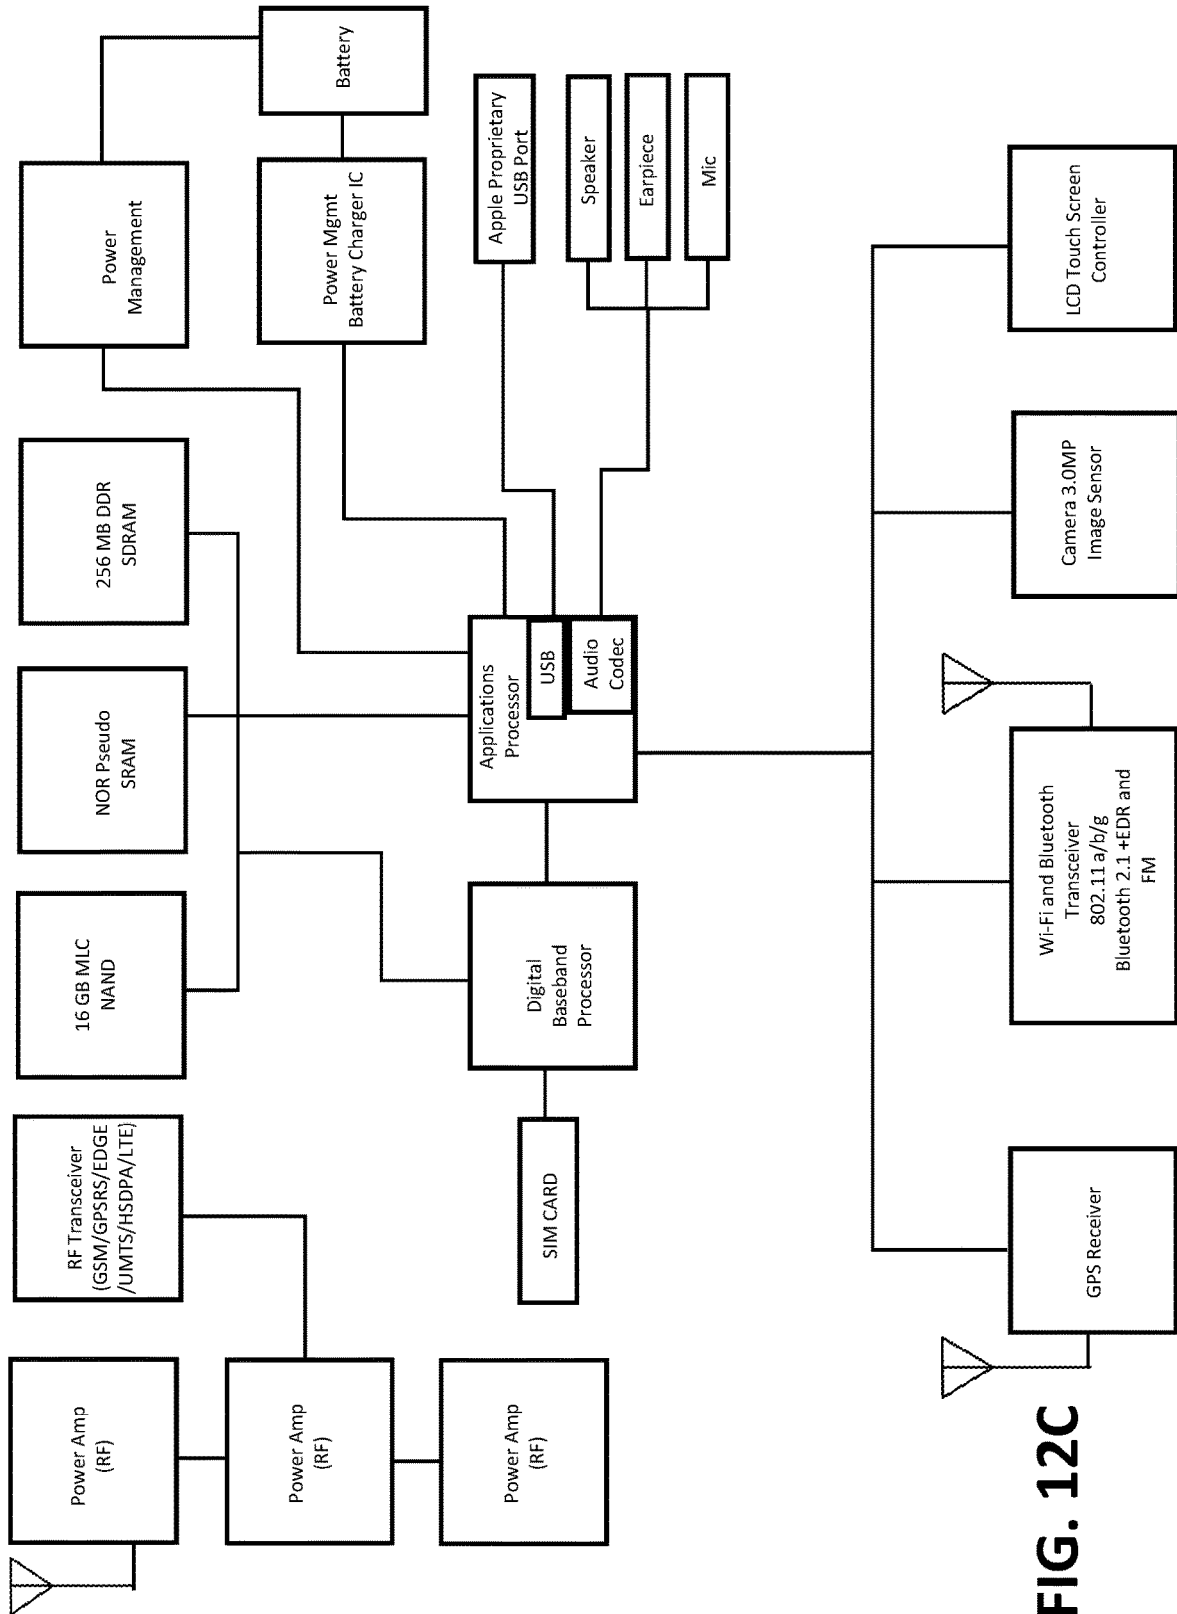 Power Amp
(RF)
RF Transceiver
(GSM/GPSRS/EDGE
/UMTS/HSDPA/LTE)
16 GB MLC
NAND
NOR Pseudo
SRAM
256 MB DDR
SDRAM
Power
Management
Battery
Power Amp
(RF)
Power Mgmt
Battery Charger IC
Power Amp
(RF)
SIM CARD
Digital
Baseband
Processor
Applications
Processor
USB
Audio
Codec
Apple Proprietary
USB Port
Speaker
Earpiece
Mic
GPS Receiver
Wi-Fi and Bluetooth
Transceiver
802.11 a/b/g
Bluetooth 2.1 +EDR and
FM
Camera 3.0MP
Image Sensor
LCD Touch Screen
Controller
FIG. 12C